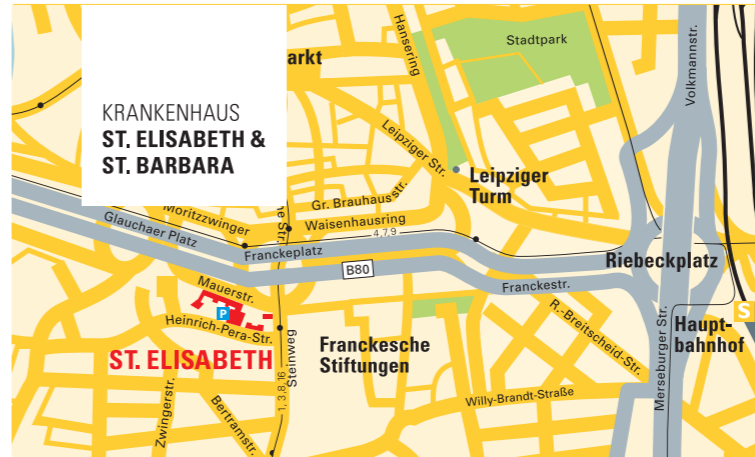 KRANKENHAUS
ST. ELISABETH &
ST. BARBARA
arkt
Hansering
Stadtpark
Volkmannstr.
Leipziger Str.
Leipziger
Turm
Gr. Brauhausstr.
Waisenhausring
Moritzzwinger
Glauchaer Platz
4,7,9
Franckeplatz
B80
Riebeckplatz
Franckestr.
Mauerstr.
P
Heinrich-Pera-Str.
ST. ELISABETH
Steinweg
1, 3, 8, 16
Franckesche
Stiftungen
R.-Breitscheid-Str.
Merseburger Str.
S
Haupt-
bahnhof
Willy-Brandt-Straße
Zwingerstr.
Bertramstr.